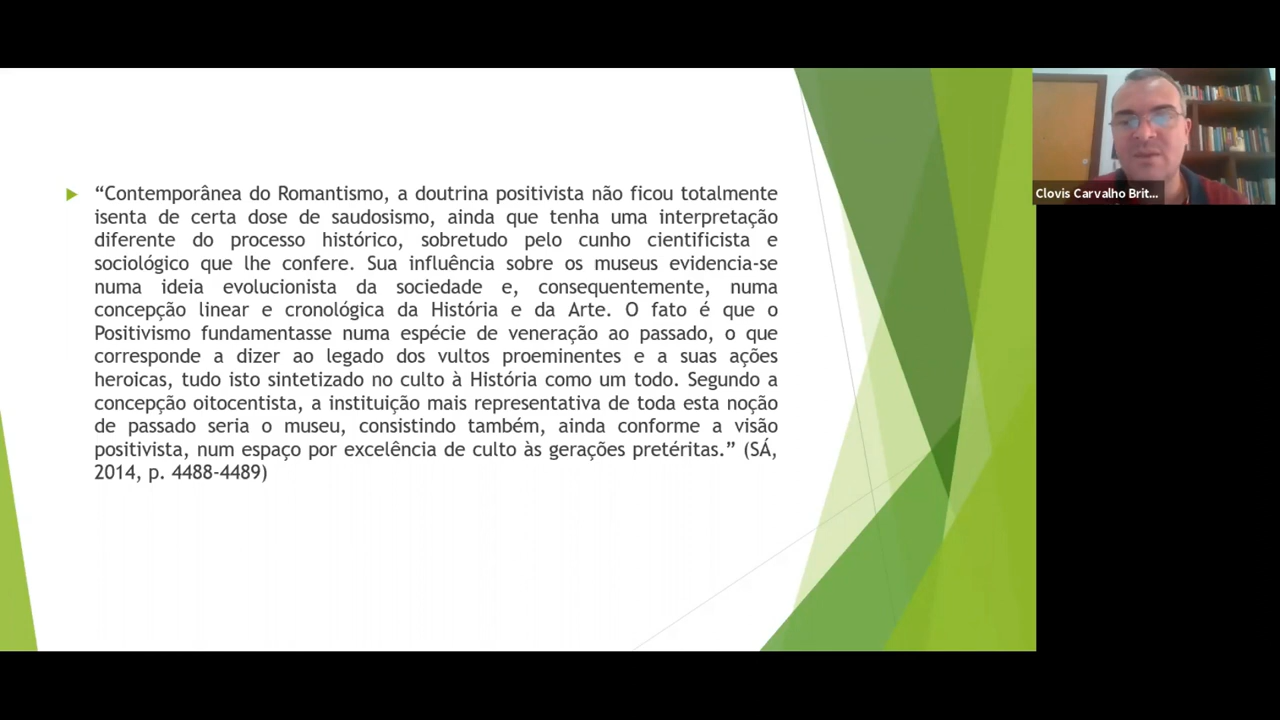 “Contemporânea do Romantismo, a doutrina positivista não ficou totalmente
isenta de certa dose de saudosismo, ainda que tenha uma interpretação
diferente do processo histórico, sobretudo pelo cunho cientificista e
sociológico que lhe confere. Sua influência sobre os museus evidencia-se
numa ideia evolucionista da sociedade e, consequentemente, numa
concepção linear e cronológica da História e da Arte. O fato é que o
Positivismo fundamentasse numa espécie de veneração ao passado, o que
corresponde a dizer ao legado dos vultos proeminentes e a suas ações
heroicas, tudo isto sintetizado no culto à História como um todo. Segundo a
concepção oitocentista, a instituição mais representativa de toda esta noção
de passado seria o museu, consistindo também, ainda conforme a visão
positivista, num espaço por excelência de culto às gerações pretéritas.” (SÁ,
2014, p. 4488-4489)
Clovis Carvalho Brit...